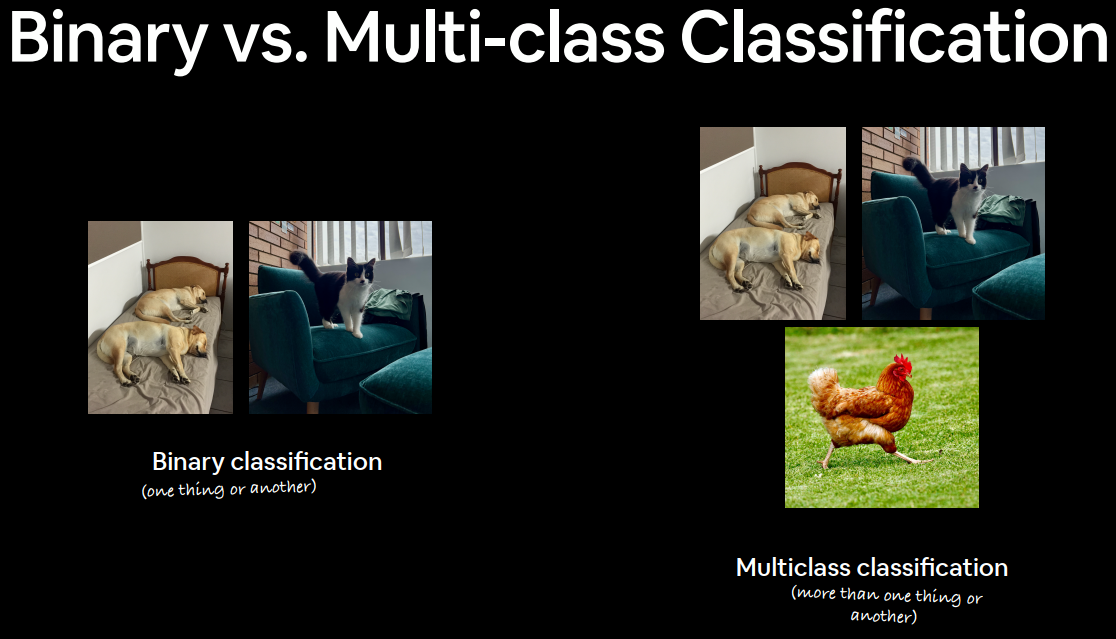 Binary vs. Multi-class Classification
Binary classification
(one thing or another)
Multiclass classification
(more than one thing or
another)